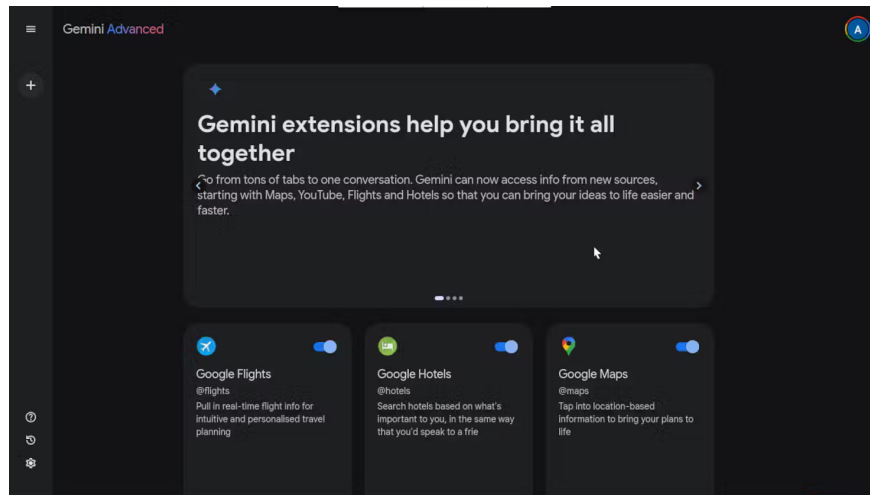 Gemini Advanced
A
Gemini extensions help you bring it all
together
Go from tons of tabs to one conversation. Gemini can now access info from new sources,
starting with Maps, YouTube, Flights and Hotels so that you can bring your ideas to life easier and
faster.
Google Flights
@flights
Pull in real-time flight info for
intuitive and personalised travel
planning
Google Hotels
@hotels
Search hotels based on what's
important to you, in the same way
that you'd speak to a frie
Google Maps
@maps
Tap into location-based
information to bring your plans to
life